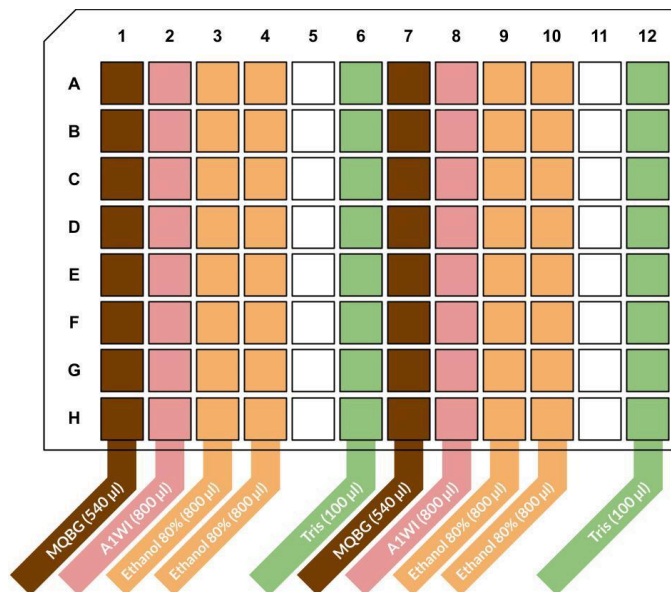 1 2 3 4 5 6 7 8 9 10 11 12
A
B
C
D
E
F
G
H
MQBG (540 µl)
A1WI (800 µl)
Ethanol 80% (800 µl)
Ethanol 80% (800 µl)
Tris (100 µl)
MQBG (540 µl)
A1WI (800 µl)
Ethanol 80% (800 µl)
Ethanol 80% (800 µl)
Tris (100 µl)